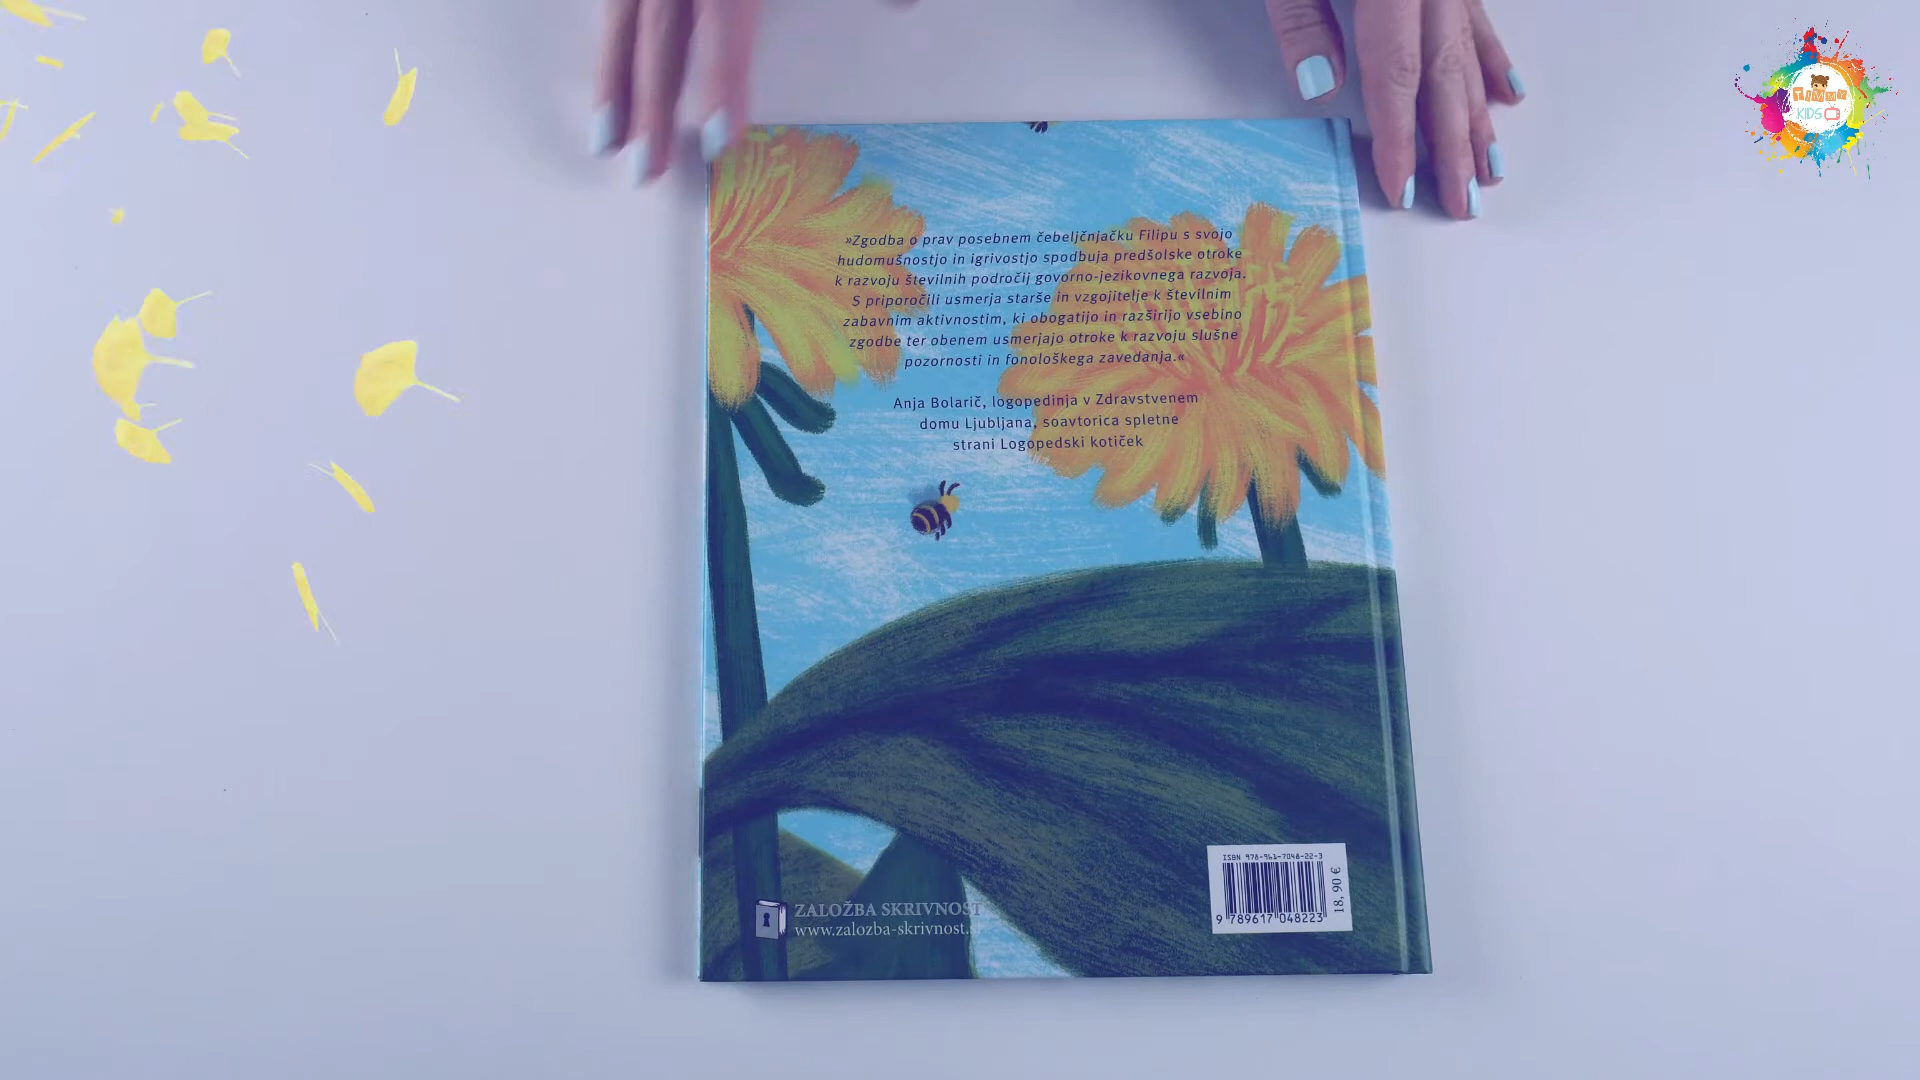 »Zgodba o prav posebnem čebeljčnjačku Filipu s svojo
hudomušnostjo in igrivostjo spodbuja predšolske otroke
k razvoju številnih področij govorno-jezikovnega razvoja.
S priporočili usmerja starše in vzgojitelje k številnim
zabavnim aktivnostim, ki obogatijo in razširijo vsebino
zgodbe ter obenem usmerjajo otroke k razvoju slušne
pozornosti in fonološkega zavedanja.«
Anja Bolarič, logopedinja v Zdravstvenem
domu Ljubljana, soavtorica spletne
strani Logopedski kotiček
ZALOŽBA SKRIVNOST
www.zalozba-skrivnost.si
ISBN 978-961-7048-22-3
9 789617 048223
18,90 €
TIMMY
KIDS